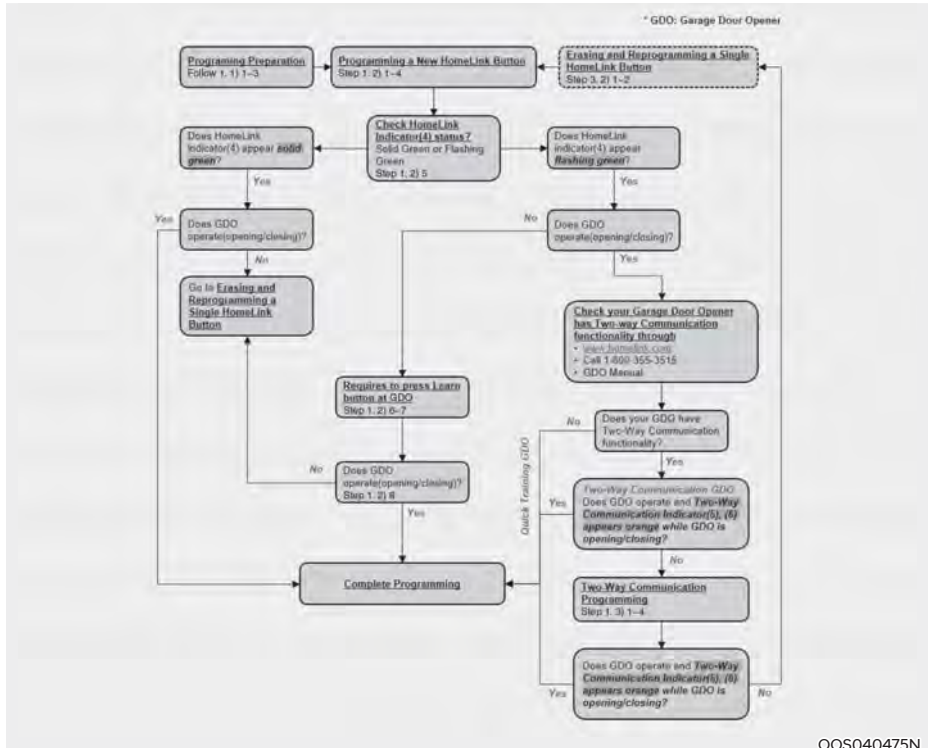 * GDO: Garage Door Opener
Programing Preparation
Follow 1. 1) 1~3
Programming a New HomeLink Button
Step 1. 2) 1~4
Erasing and Reprogramming a Single
HomeLink Button
Step 3. 2) 1~2
Check HomeLink
Indicator(4) status?
Solid Green or Flashing
Green
Step 1. 2) 5
Does HomeLink
indicator(4) appear solid
green?
Does HomeLink
indicator(4) appear
flashing green?
Yes
Yes
Yes
Does GDO
operate(opening/closing)?
No
Does GDO
operate(opening/closing)?
No
Yes
Go to Erasing and
Reprogramming a
Single HomeLink
Button
Check your Garage Door Opener
has Two-way Communication
functionality through
• www.homelink.com
• Call 1-800-355-3515
• GDO Manual
Requires to press Learn
button at GDO
Step 1. 2) 6~7
No
Does your GDO have
Two-Way Communication
functionality?
Yes
Quick Training GDO
No
Does GDO
operate(opening/closing)?
Step 1. 2) 8
Yes
Yes
Two-Way Communication GDO
Does GDO operate and Two-Way
Communication Indicator(5), (6)
appears orange while GDO is
opening/closing?
No
Complete Programming
Two Way Communication
Programming
Step 1. 3) 1~4
Does GDO operate and Two-Way
Communication Indicator(5), (6)
appears orange while GDO is
opening/closing?
Yes
No
OOS040475N